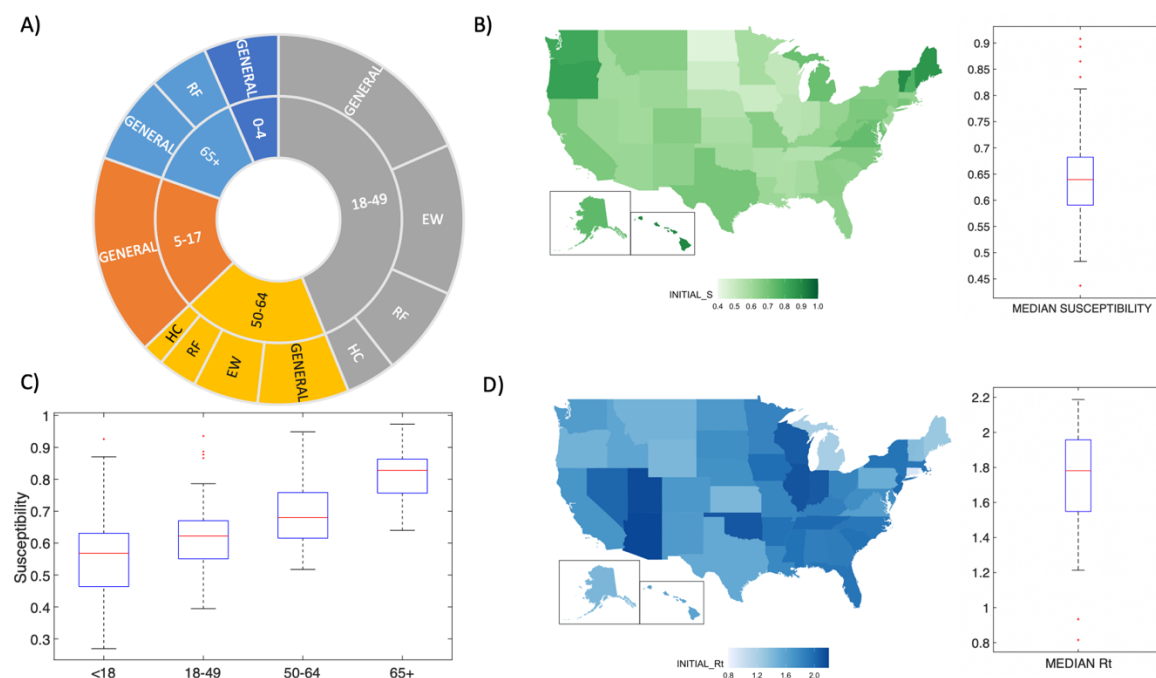 A)
GENERAL
GENERAL
RF
0-4
GENERAL
65+
18-49
EW
5-17
GENERAL
50-64
RF
HC
HC
RF
EW
GENERAL
B)
INITIAL_S
0.4 0.5 0.6 0.7 0.8 0.9 1.0
0.9
0.85
0.8
0.75
0.7
0.65
0.6
0.55
0.5
0.45
MEDIAN SUSCEPTIBILITY
C)
Susceptibility
1
0.9
0.8
0.7
0.6
0.5
0.4
0.3
<18 18-49 50-64 65+
D)
INITIAL_Rt
0.8 1.2 1.6 2.0
2.2
2
1.8
1.6
1.4
1.2
1
0.8
MEDIAN Rt